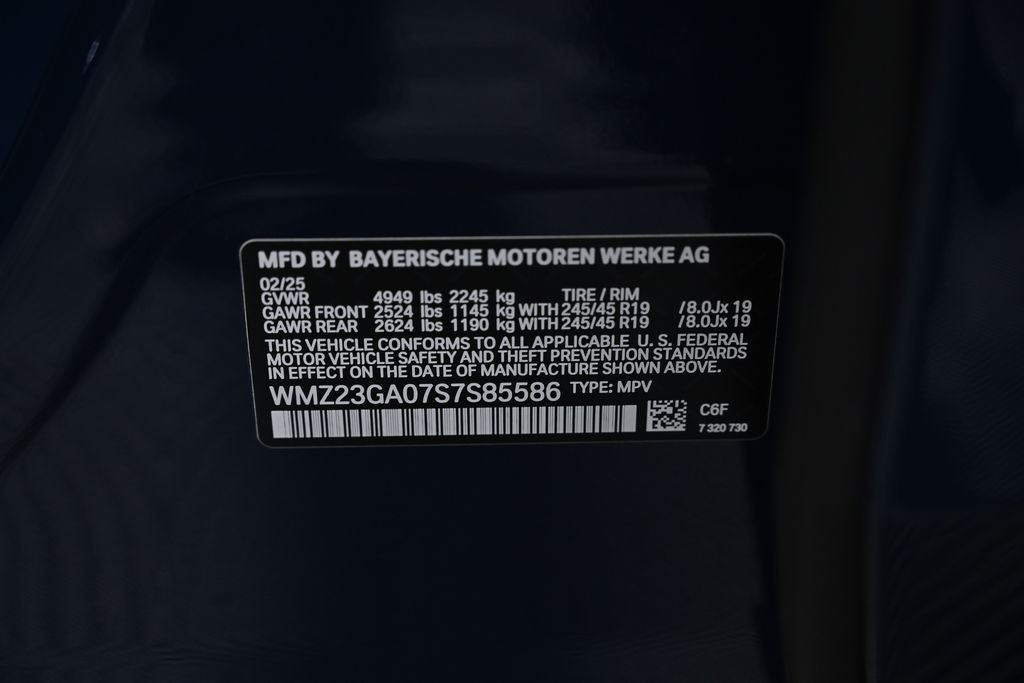 MFD BY BAYERISCHE MOTOREN WERKE AG
02/25
GVWR 4949 lbs 2245 kg TIRE / RIM
GAWR FRONT 2524 lbs 1145 kg WITH 245/45 R19 /8.0Jx 19
GAWR REAR 2624 lbs 1190 kg WITH 245/45 R19 /8.0Jx 19
THIS VEHICLE CONFORMS TO ALL APPLICABLE U. S. FEDERAL
MOTOR VEHICLE SAFETY AND THEFT PREVENTION STANDARDS
IN EFFECT ON THE DATE OF MANUFACTURE SHOWN ABOVE.
WMZ23GA07S7S85586 TYPE: MPV
C6F
7 320 730